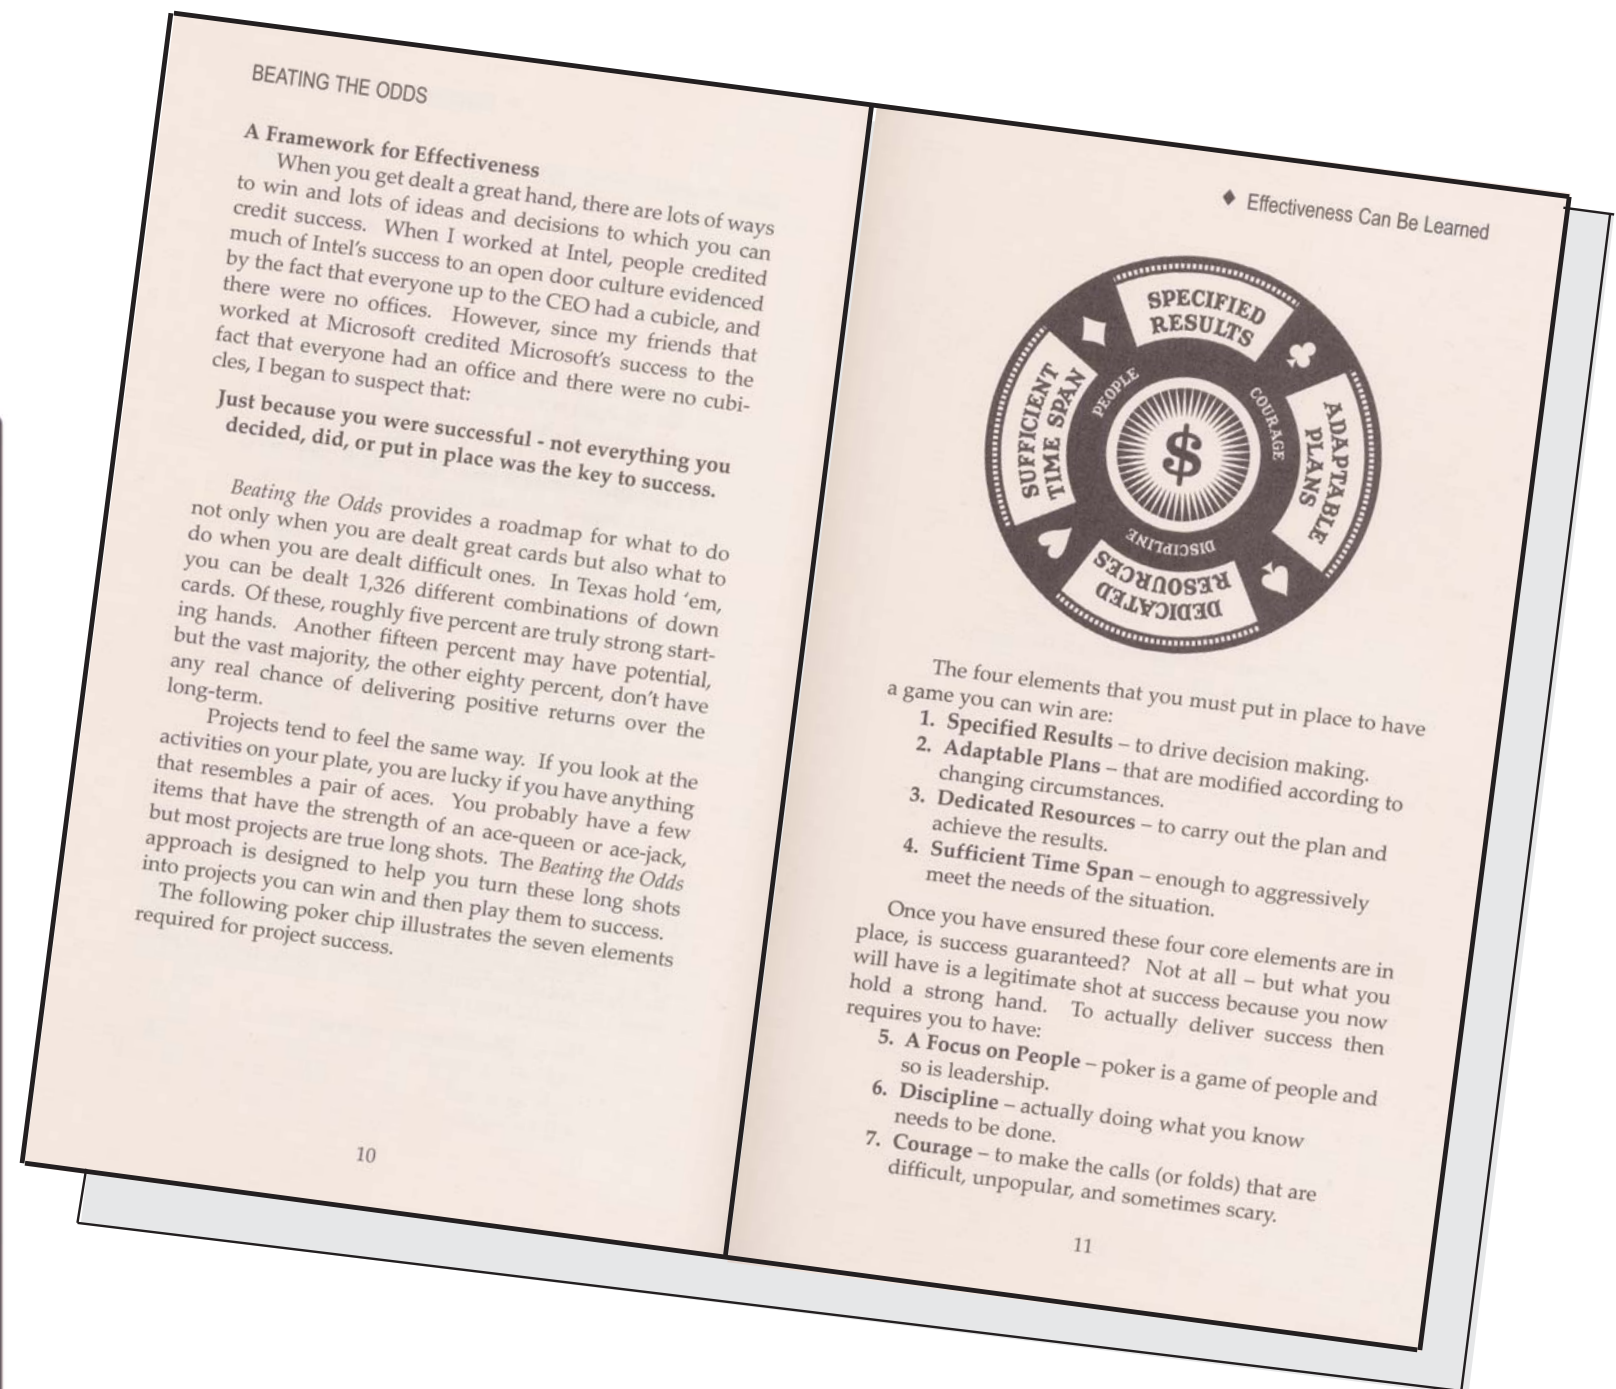 BEATING THE ODDS
A Framework for Effectiveness
When you get dealt a great hand, there are lots of ways
to win and lots of ideas and decisions to which you can
credit success. When I worked at Intel, people credited
much of Intel's success to an open door culture evidenced
by the fact that everyone up to the CEO had a cubicle, and
there were no offices. However, since my friends that
worked at Microsoft credited Microsoft's success to the
fact that everyone had an office and there were no cubi-
cles, I began to suspect that:
Just because you were successful - not everything you
decided, did, or put in place was the key to success.
Beating the Odds provides a roadmap for what to do
not only when you are dealt great cards but also what to
do when you are dealt difficult ones. In Texas hold 'em,
you can be dealt 1,326 different combinations of down
cards. Of these, roughly five percent are truly strong start-
ing hands. Another fifteen percent may have potential,
but the vast majority, the other eighty percent, don't have
any real chance of delivering positive returns over the
long-term.
Projects tend to feel the same way. If you look at the
activities on your plate, you are lucky if you have anything
that resembles a pair of aces. You probably have a few
items that have the strength of an ace-queen or ace-jack,
but most projects are true long shots. The Beating the Odds
approach is designed to help you turn these long shots
into projects you can win and then play them to success.
The following poker chip illustrates the seven elements
required for project success.
10
♦ Effectiveness Can Be Learned
SPECIFIED
RESULTS
ADAPTABLE
PLANS
DEDICATED
RESOURCES
SUFFICIENT
TIME SPAN
PEOPLE
COURAGE
DISCIPLINE
$
The four elements that you must put in place to have
a game you can win are:
1. Specified Results – to drive decision making.
2. Adaptable Plans – that are modified according to
changing circumstances.
3. Dedicated Resources – to carry out the plan and
achieve the results.
4. Sufficient Time Span – enough to aggressively
meet the needs of the situation.
Once you have ensured these four core elements are in
place, is success guaranteed? Not at all – but what you
will have is a legitimate shot at success because you now
hold a strong hand. To actually deliver success then
requires you to have:
5. A Focus on People – poker is a game of people and
so is leadership.
6. Discipline – actually doing what you know
needs to be done.
7. Courage – to make the calls (or folds) that are
difficult, unpopular, and sometimes scary.
11